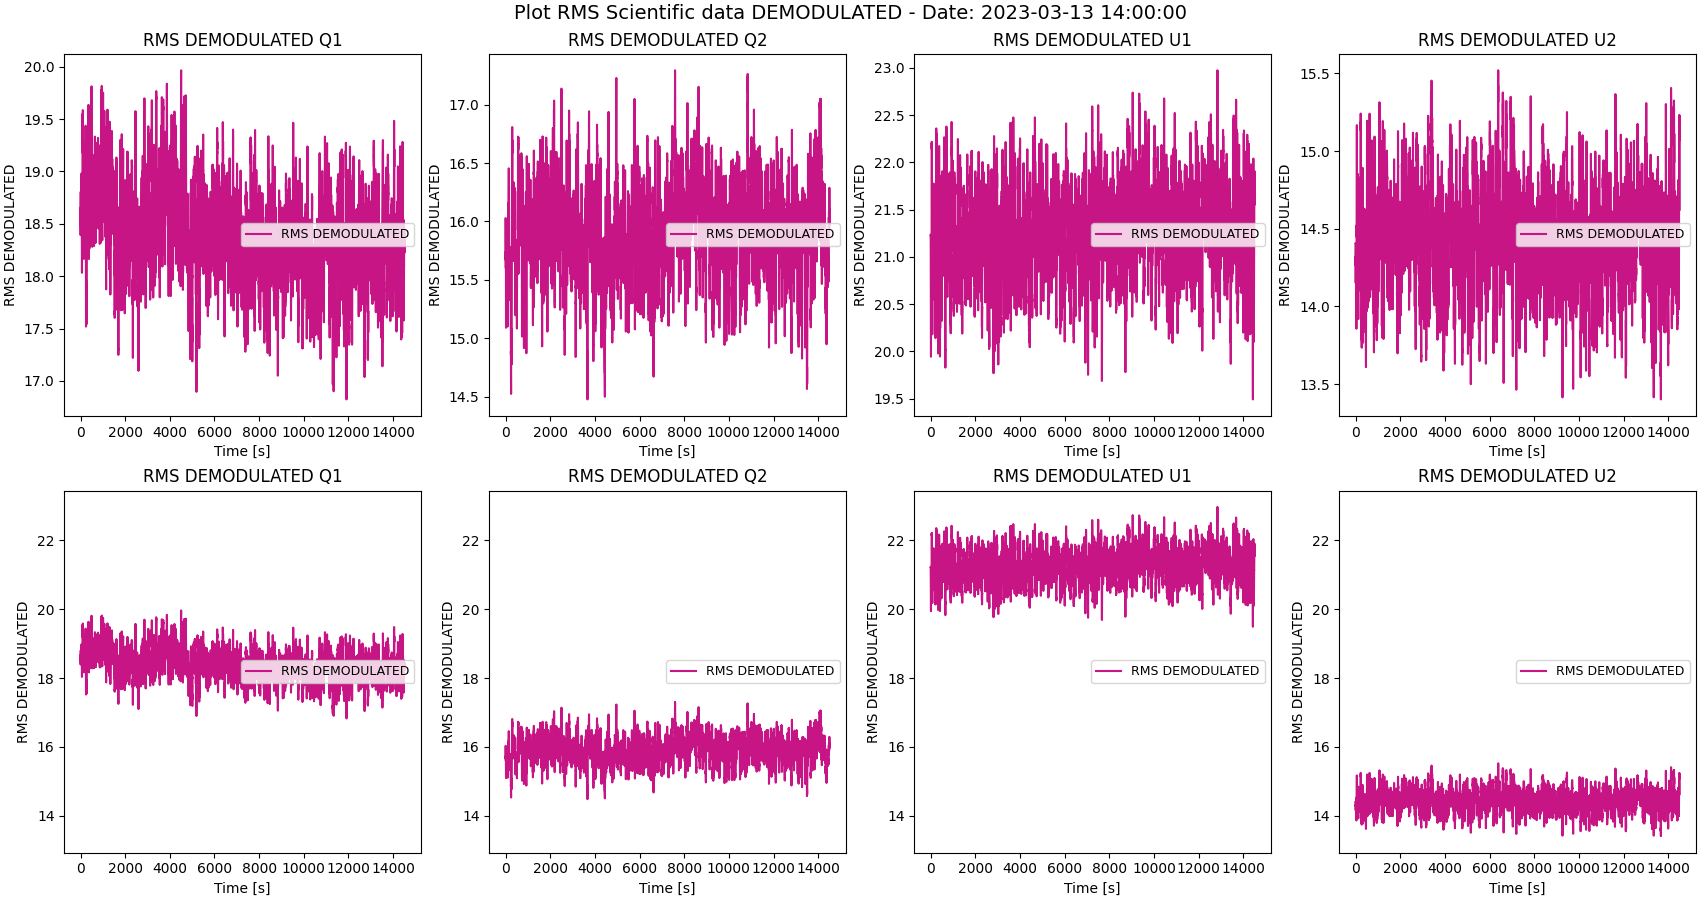 Plot RMS Scientific data DEMODULATED - Date: 2023-03-13 14:00:00
RMS DEMODULATED Q1
RMS DEMODULATED
20.0
19.5
19.0
18.5
18.0
17.5
17.0
RMS DEMODULATED
0 2000 4000 6000 8000 10000 12000 14000
Time [s]
RMS DEMODULATED Q2
RMS DEMODULATED
17.0
16.5
16.0
15.5
15.0
14.5
RMS DEMODULATED
0 2000 4000 6000 8000 10000 12000 14000
Time [s]
RMS DEMODULATED U1
RMS DEMODULATED
23.0
22.5
22.0
21.5
21.0
20.5
20.0
19.5
RMS DEMODULATED
0 2000 4000 6000 8000 10000 12000 14000
Time [s]
RMS DEMODULATED U2
RMS DEMODULATED
15.5
15.0
14.5
14.0
13.5
RMS DEMODULATED
0 2000 4000 6000 8000 10000 12000 14000
Time [s]
RMS DEMODULATED Q1
RMS DEMODULATED
22
20
18
16
14
RMS DEMODULATED
0 2000 4000 6000 8000 10000 12000 14000
Time [s]
RMS DEMODULATED Q2
RMS DEMODULATED
22
20
18
16
14
RMS DEMODULATED
0 2000 4000 6000 8000 10000 12000 14000
Time [s]
RMS DEMODULATED U1
RMS DEMODULATED
22
20
18
16
14
RMS DEMODULATED
0 2000 4000 6000 8000 10000 12000 14000
Time [s]
RMS DEMODULATED U2
RMS DEMODULATED
22
20
18
16
14
RMS DEMODULATED
0 2000 4000 6000 8000 10000 12000 14000
Time [s]